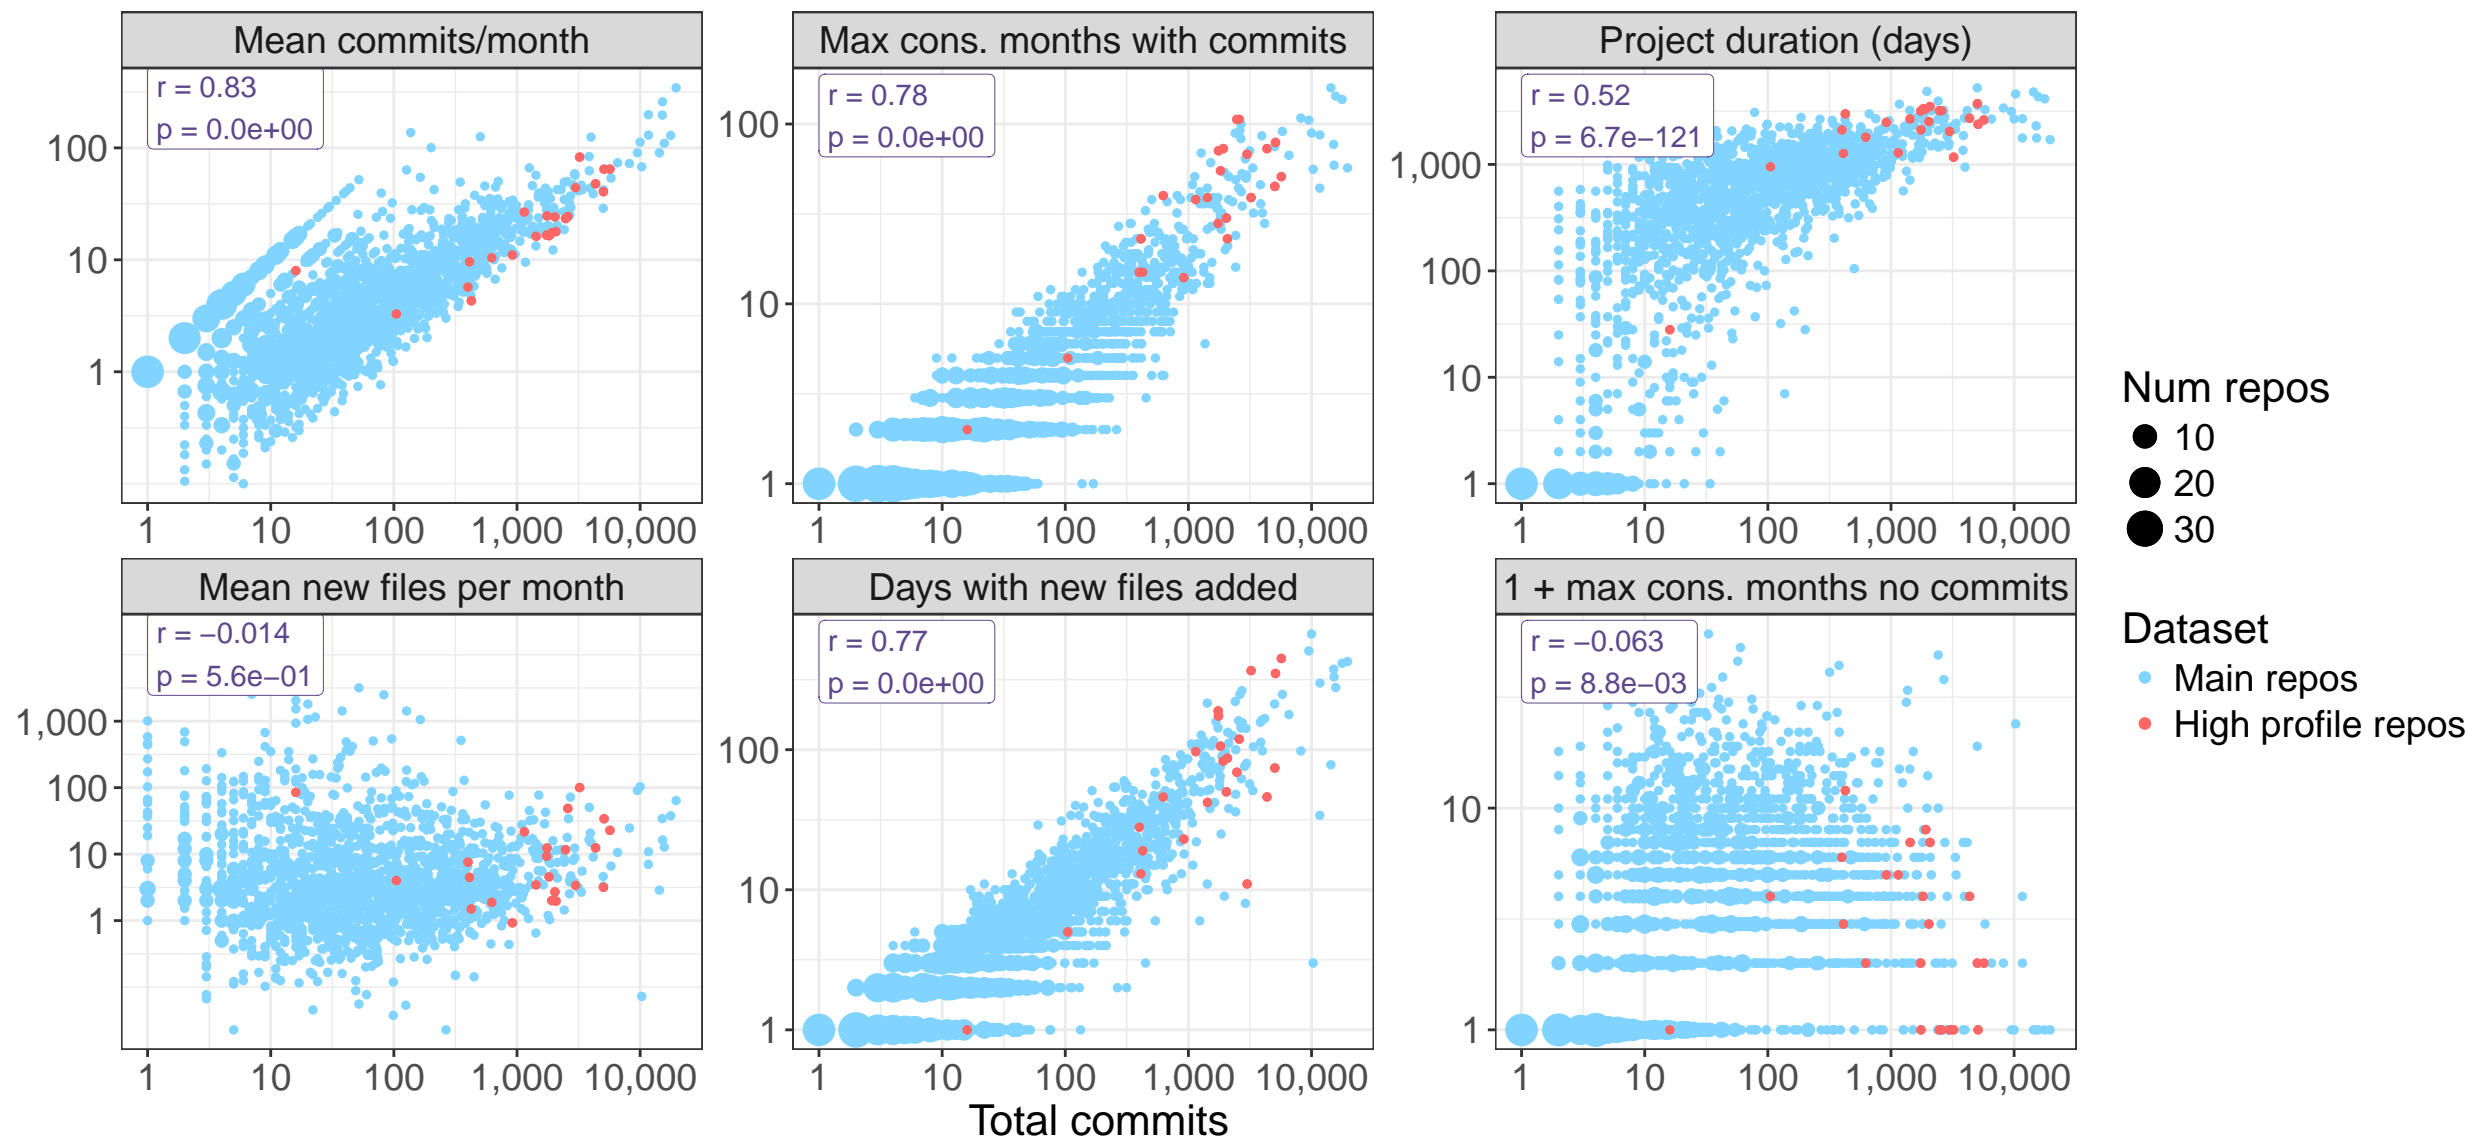 Mean commits/month
r = 0.83
p = 0.0e+00
100
10
1
1 10 100 1,000 10,000
Max cons. months with commits
r = 0.78
p = 0.0e+00
100
10
1
1 10 100 1,000 10,000
Project duration (days)
r = 0.52
p = 6.7e−121
1,000
100
10
1
1 10 100 1,000 10,000
Mean new files per month
r = −0.014
p = 5.6e−01
1,000
100
10
1
1 10 100 1,000 10,000
Days with new files added
r = 0.77
p = 0.0e+00
100
10
1
1 10 100 1,000 10,000
1 + max cons. months no commits
r = −0.063
p = 8.8e−03
10
1
1 10 100 1,000 10,000
Total commits
Num repos
10
20
30
Dataset
Main repos
High profile repos